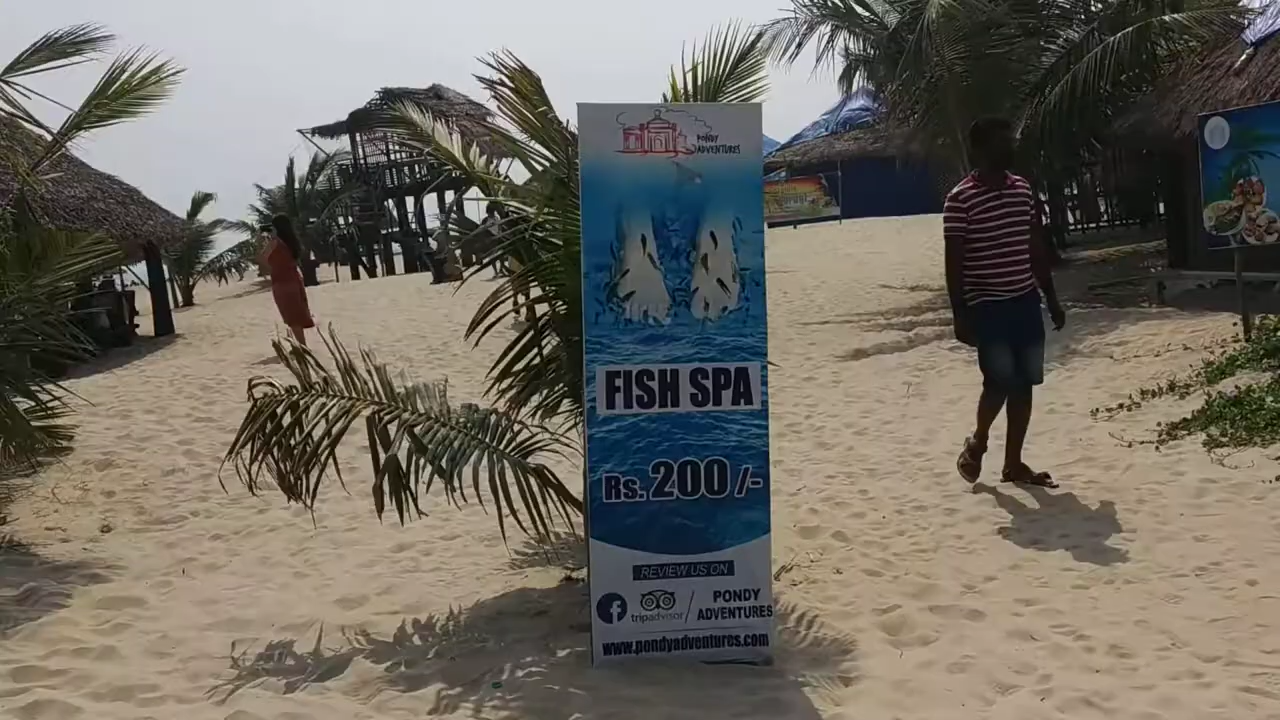 PONDY
ADVENTURES
FISH SPA
Rs. 200 /-
REVIEW US ON
f tripadvisor / PONDY ADVENTURES
www.pondyadventures.com